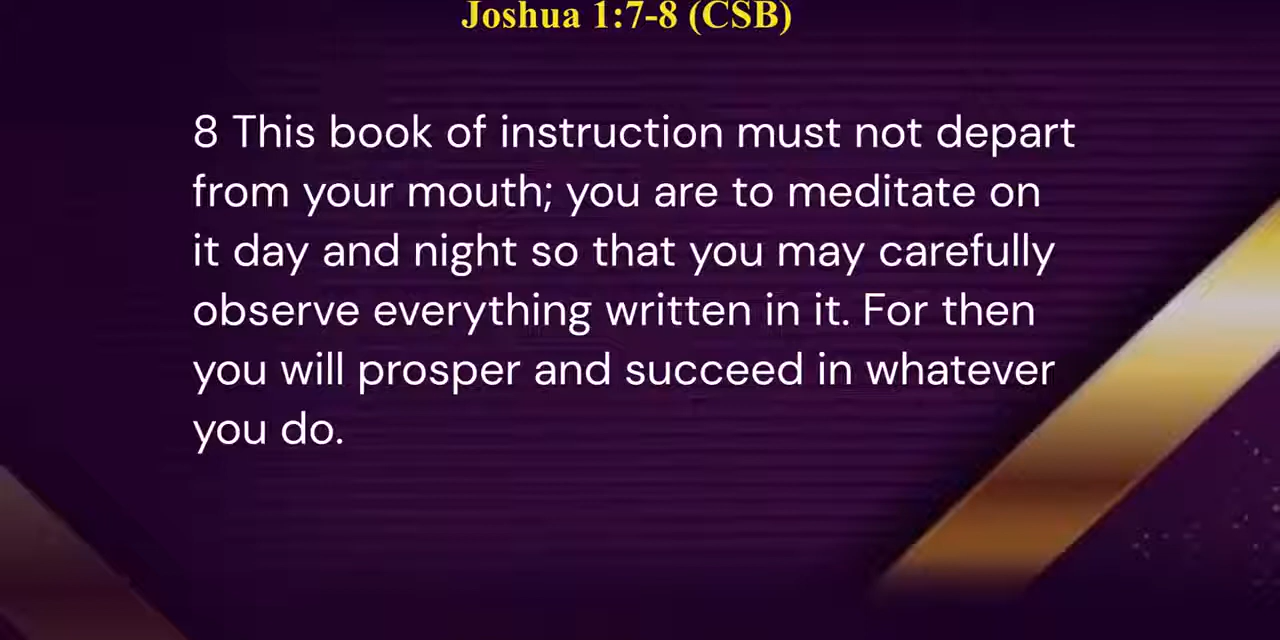 Joshua 1:7-8 (CSB)
8 This book of instruction must not depart
from your mouth; you are to meditate on
it day and night so that you may carefully
observe everything written in it. For then
you will prosper and succeed in whatever
you do.